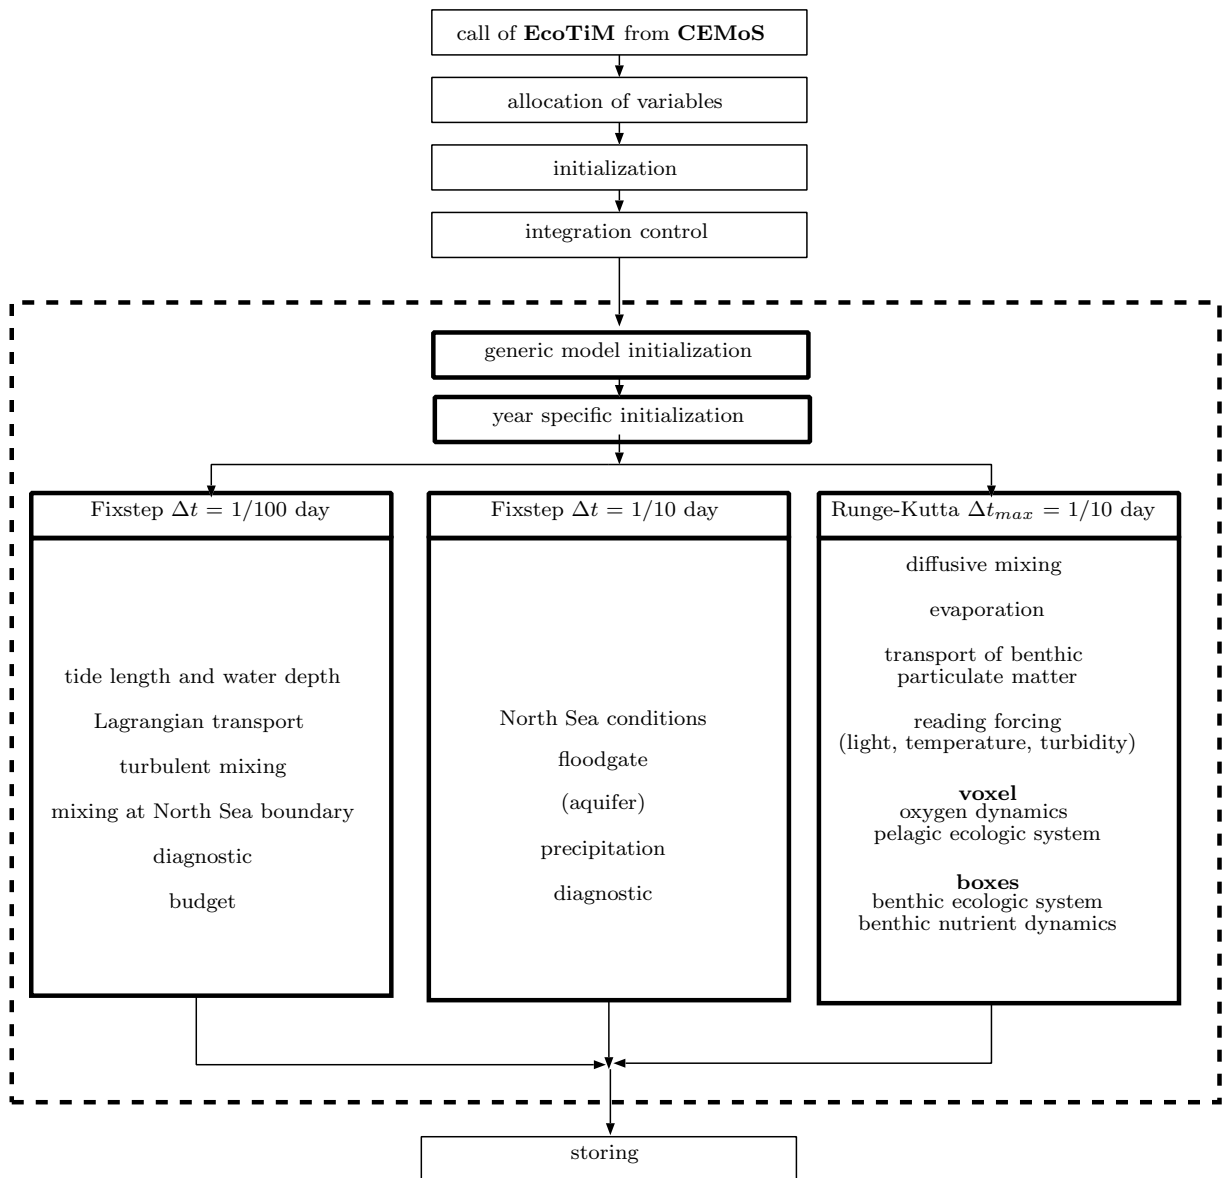 call of EcoTiM from CEMoS
allocation of variables
initialization
integration control
generic model initialization
year specific initialization
Fixstep Δt = 1/100 day
tide length and water depth
Lagrangian transport
turbulent mixing
mixing at North Sea boundary
diagnostic
budget
Fixstep Δt = 1/10 day
North Sea conditions
floodgate
(aquifer)
precipitation
diagnostic
Runge-Kutta Δt_max = 1/10 day
diffusive mixing
evaporation
transport of benthic
particulate matter
reading forcing
(light, temperature, turbidity)
voxel
oxygen dynamics
pelagic ecologic system
boxes
benthic ecologic system
benthic nutrient dynamics
storing